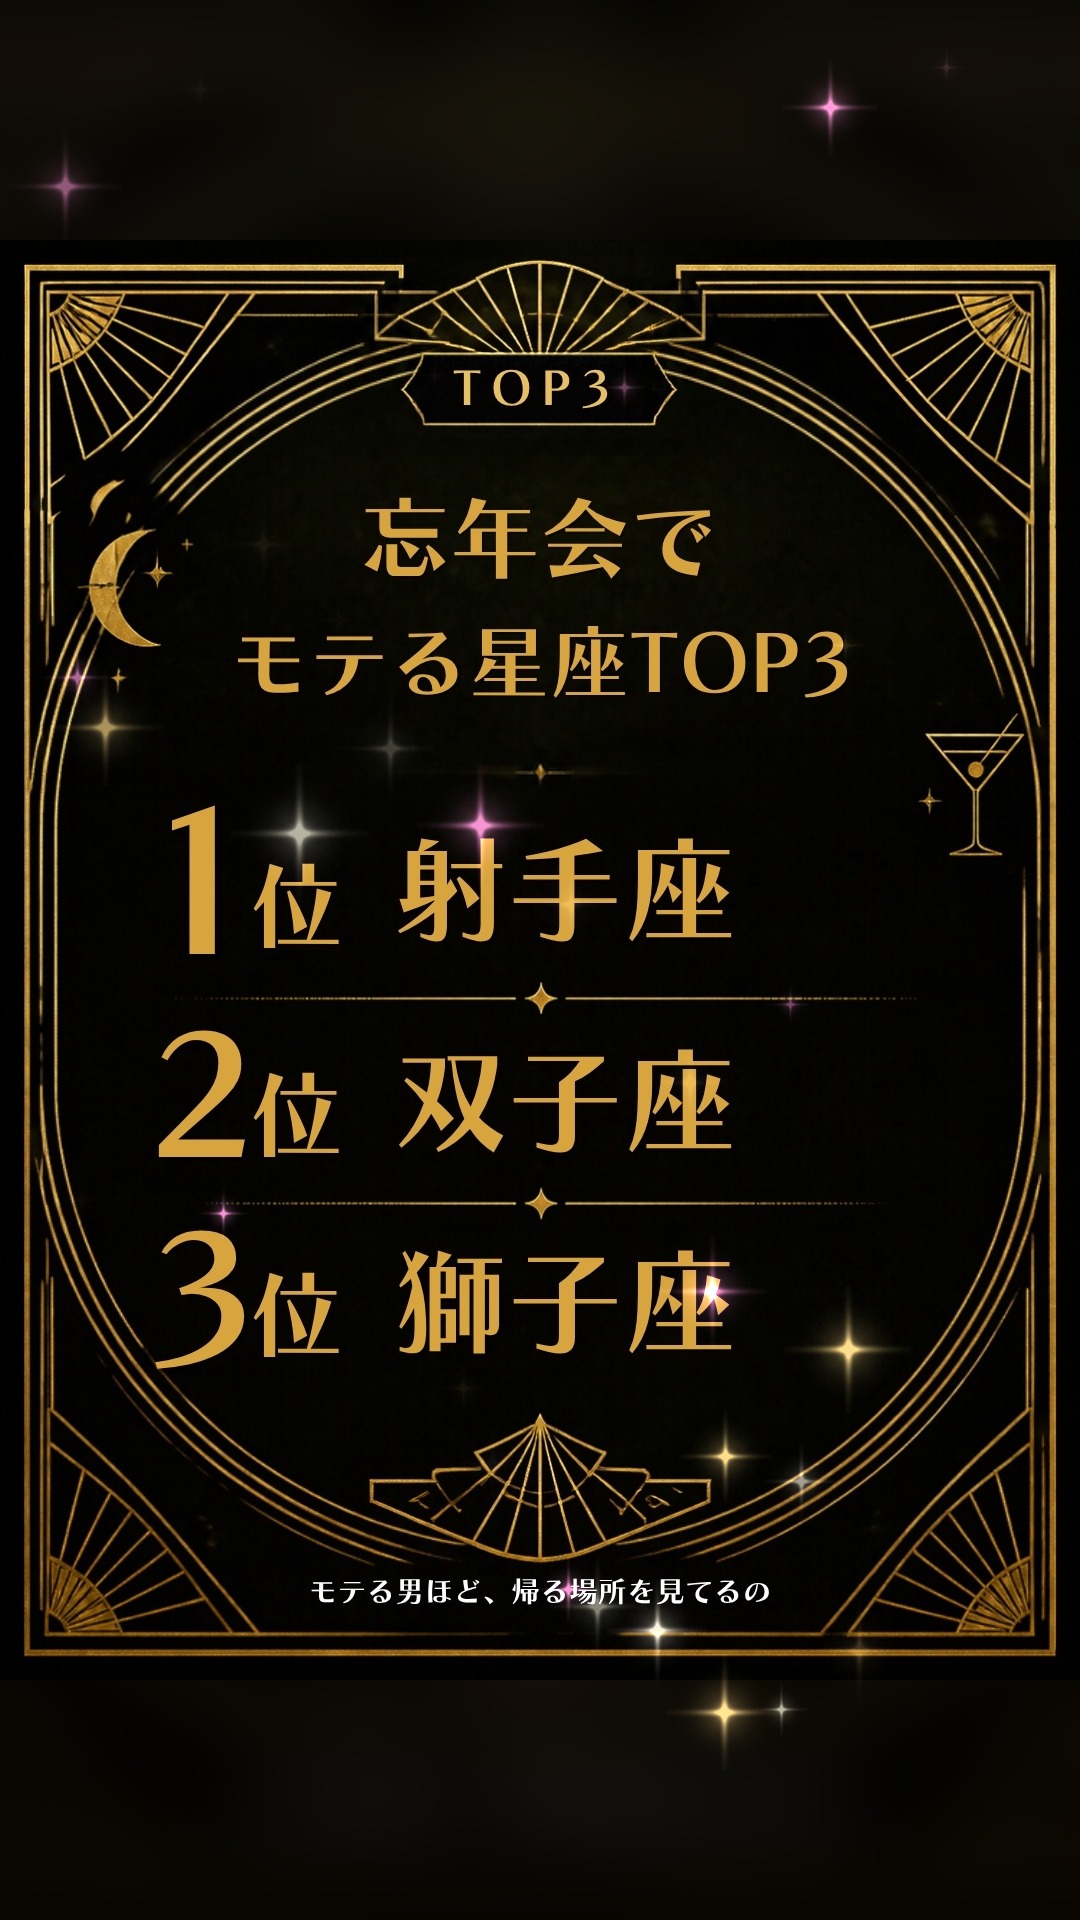 TOP3
忘年会で
モテる星座TOP3
1位 射手座
2位 双子座
3位 獅子座
モテる男ほど、帰る場所を見てるの